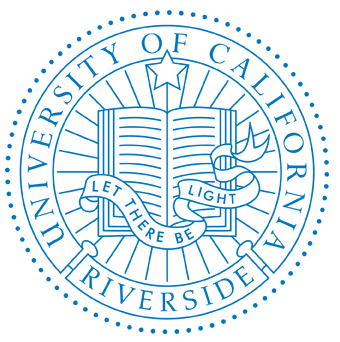 UNIVERSITY OF CALIFORNIA
LET THERE BE LIGHT
RIVERSIDE